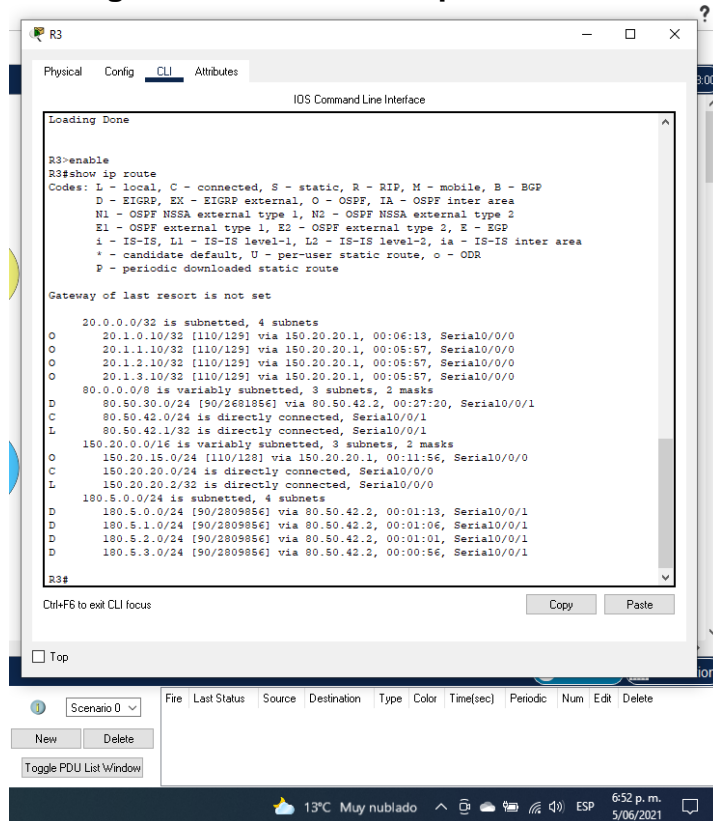 ?
R3
Physical Config CLI Attributes
IOS Command Line Interface
Loading Done
R3>enable
R3#show ip route
Codes: L - local, C - connected, S - static, R - RIP, M - mobile, B - BGP
D - EIGRP, EX - EIGRP external, O - OSPF, IA - OSPF inter area
N1 - OSPF NSSA external type 1, N2 - OSPF NSSA external type 2
E1 - OSPF external type 1, E2 - OSPF external type 2, E - EGP
i - IS-IS, L1 - IS-IS level-1, L2 - IS-IS level-2, ia - IS-IS inter area
* - candidate default, U - per-user static route, o - ODR
P - periodic downloaded static route
Gateway of last resort is not set
20.0.0.0/32 is subnetted, 4 subnets
O 20.1.0.10/32 [110/129] via 150.20.20.1, 00:06:13, Serial0/0/0
O 20.1.1.10/32 [110/129] via 150.20.20.1, 00:05:57, Serial0/0/0
O 20.1.2.10/32 [110/129] via 150.20.20.1, 00:05:57, Serial0/0/0
O 20.1.3.10/32 [110/129] via 150.20.20.1, 00:05:57, Serial0/0/0
80.0.0.0/8 is variably subnetted, 3 subnets, 2 masks
D 80.50.30.0/24 [90/2681856] via 80.50.42.2, 00:27:20, Serial0/0/1
C 80.50.42.0/24 is directly connected, Serial0/0/1
L 80.50.42.1/32 is directly connected, Serial0/0/1
150.20.0.0/16 is variably subnetted, 3 subnets, 2 masks
O 150.20.15.0/24 [110/128] via 150.20.20.1, 00:11:56, Serial0/0/0
C 150.20.20.0/24 is directly connected, Serial0/0/0
L 150.20.20.2/32 is directly connected, Serial0/0/0
180.5.0.0/24 is subnetted, 4 subnets
D 180.5.0.0/24 [90/2809856] via 80.50.42.2, 00:01:13, Serial0/0/1
D 180.5.1.0/24 [90/2809856] via 80.50.42.2, 00:01:06, Serial0/0/1
D 180.5.2.0/24 [90/2809856] via 80.50.42.2, 00:01:01, Serial0/0/1
D 180.5.3.0/24 [90/2809856] via 80.50.42.2, 00:00:56, Serial0/0/1
R3#
Ctrl+F6 to exit CLI focus
Copy Paste
Top
Scenario 0
New Delete
Toggle PDU List Window
Fire Last Status Source Destination Type Color Time(sec) Periodic Num Edit Delete
13°C Muy nublado ESP 6:52 p. m.
5/06/2021